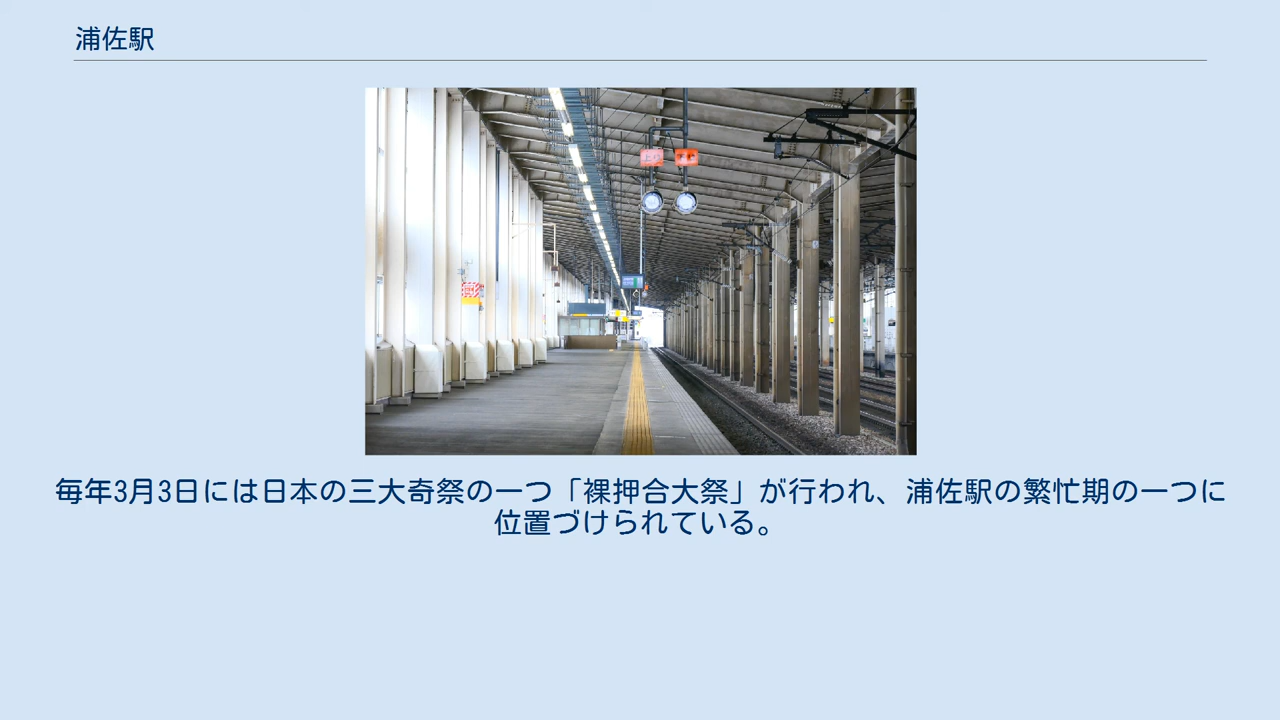 浦佐駅
毎年3月3日には日本の三大奇祭の一つ「裸押合大祭」が行われ、浦佐駅の繁忙期の一つに
位置づけられている。